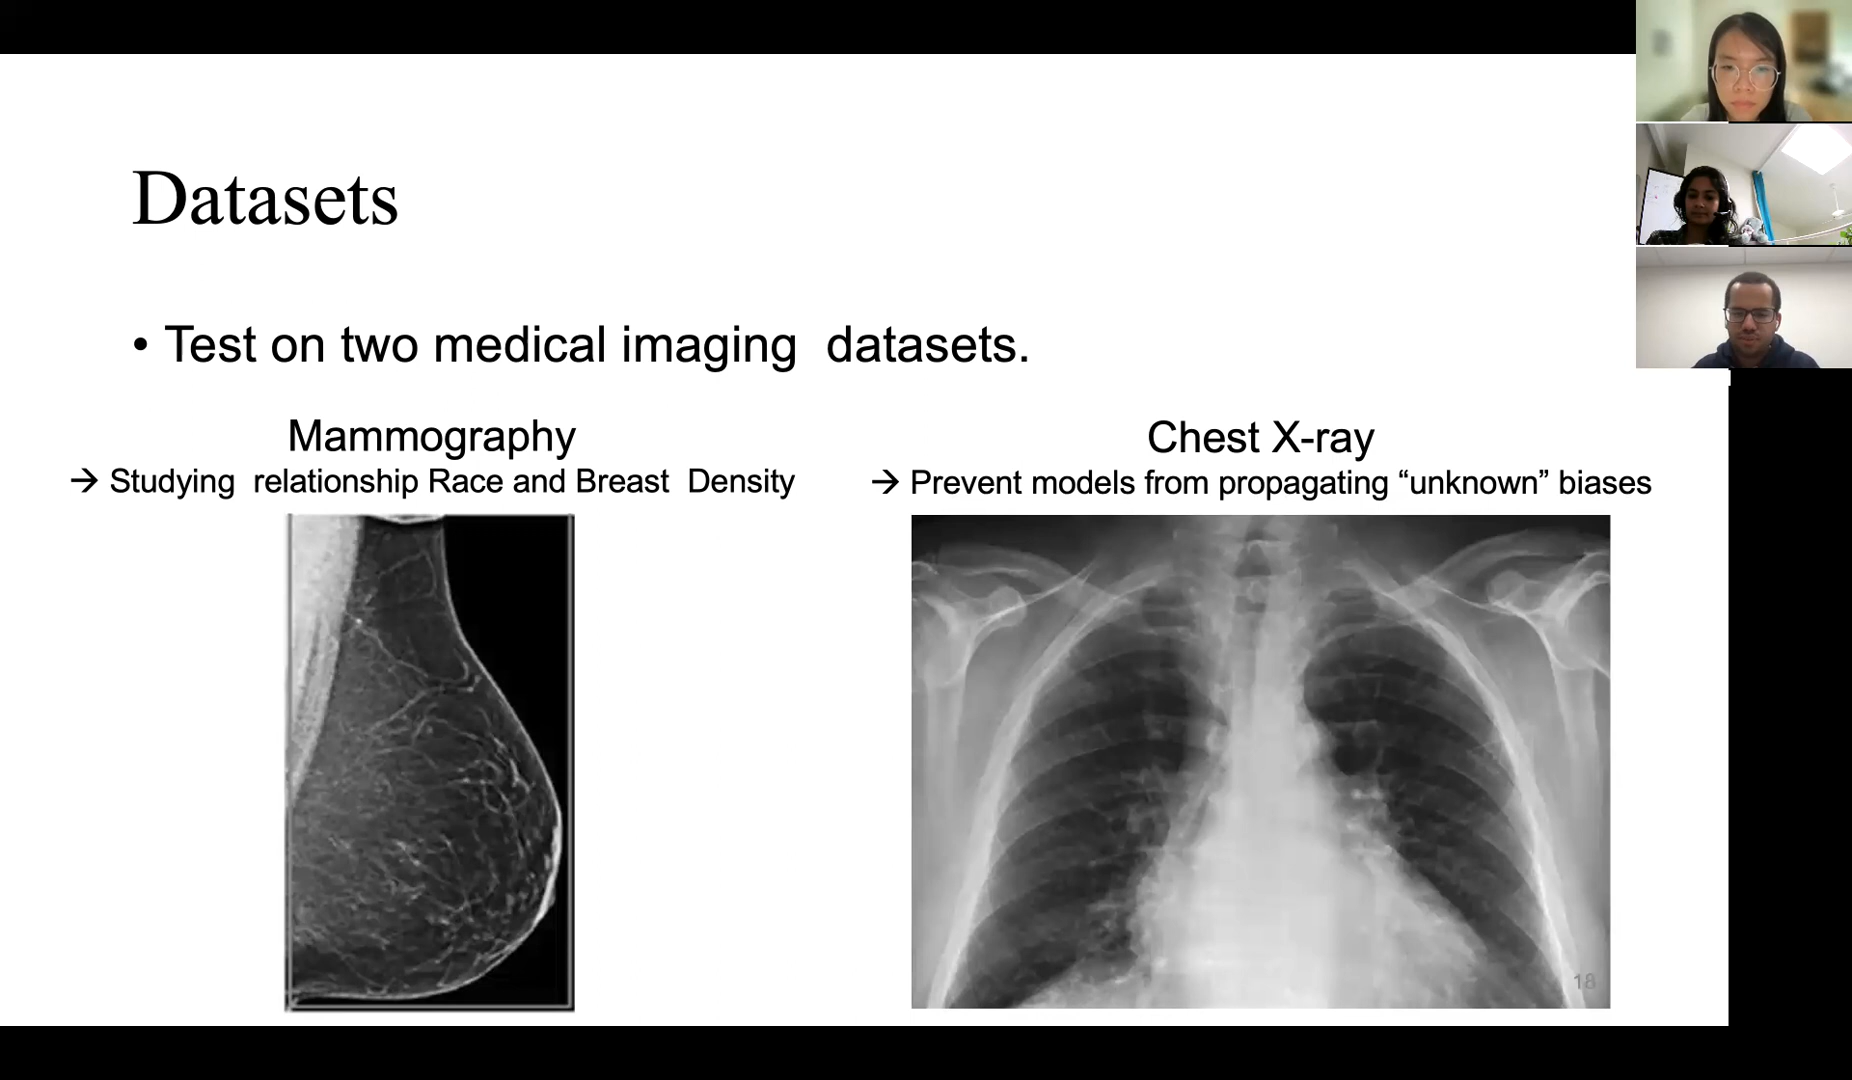 Datasets
• Test on two medical imaging  datasets.
Mammography
→ Studying  relationship Race and Breast  Density
Chest X-ray
→ Prevent models from propagating “unknown” biases
18